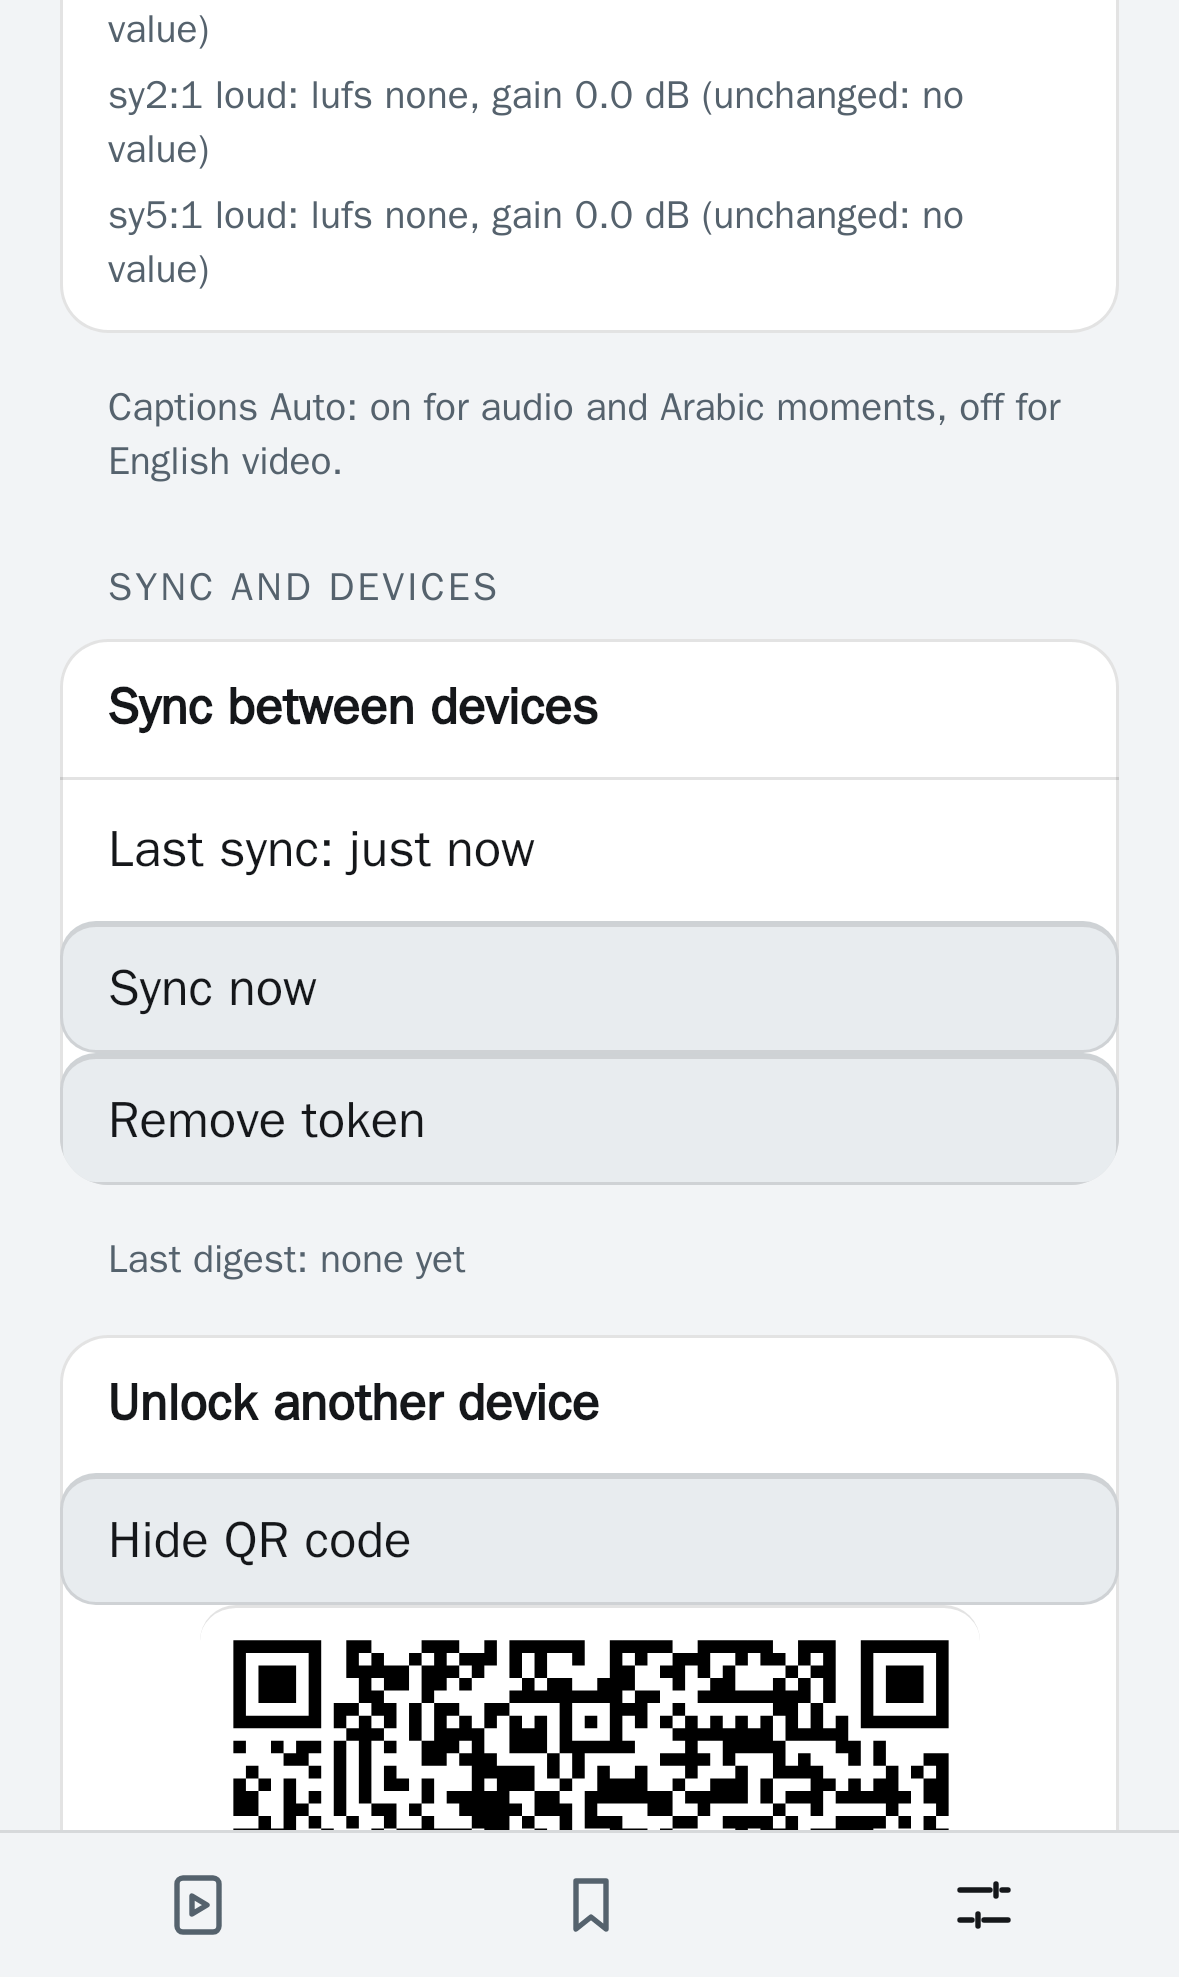 value)
sy2:1 loud: lufs none, gain 0.0 dB (unchanged: no
value)
sy5:1 loud: lufs none, gain 0.0 dB (unchanged: no
value)
Captions Auto: on for audio and Arabic moments, off for
English video.
SYNC AND DEVICES
Sync between devices
Last sync: just now
Sync now
Remove token
Last digest: none yet
Unlock another device
Hide QR code